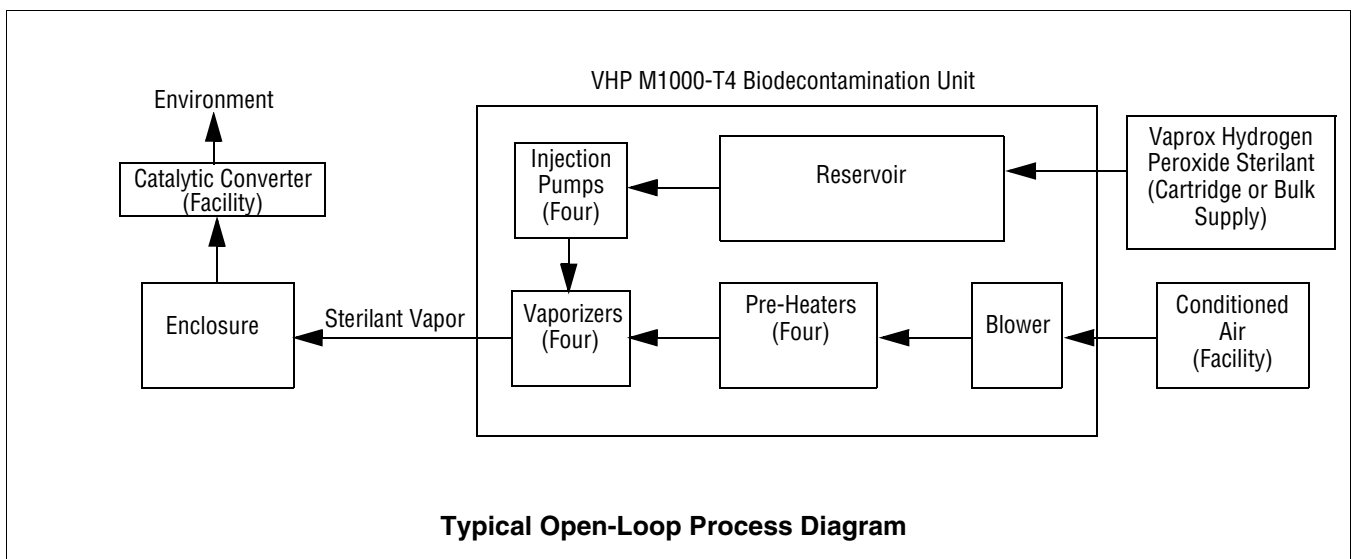 VHP M1000-T4 Biodecontamination Unit
Environment
Catalytic Converter
(Facility)
Injection
Pumps
(Four)
Reservoir
Vaprox Hydrogen
Peroxide Sterilant
(Cartridge or Bulk
Supply)
Enclosure
Sterilant Vapor
Vaporizers
(Four)
Pre-Heaters
(Four)
Blower
Conditioned
Air
(Facility)
Typical Open-Loop Process Diagram